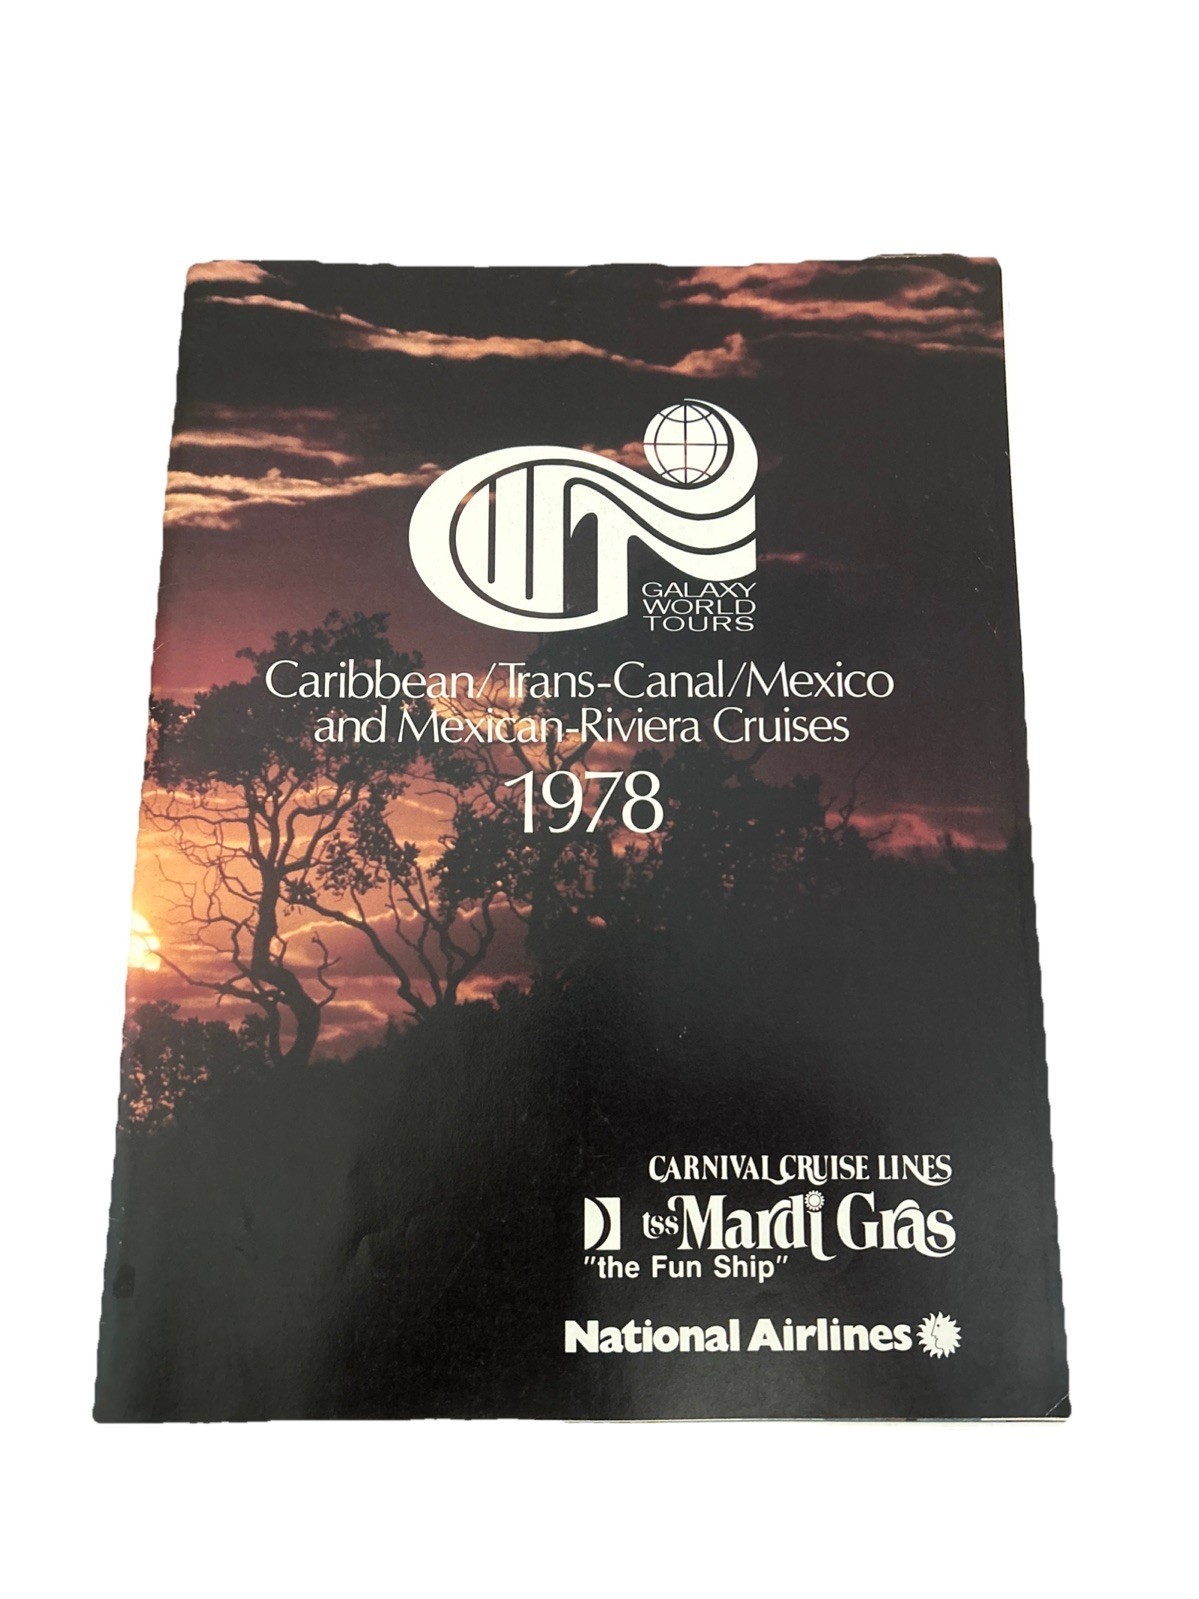 GWT
GALAXY
WORLD
TOURS
Caribbean/Trans-Canal/Mexico
and Mexican-Riviera Cruises
1978
CARNIVAL CRUISE LINES
tss Mardi Gras
"the Fun Ship"
National Airlines